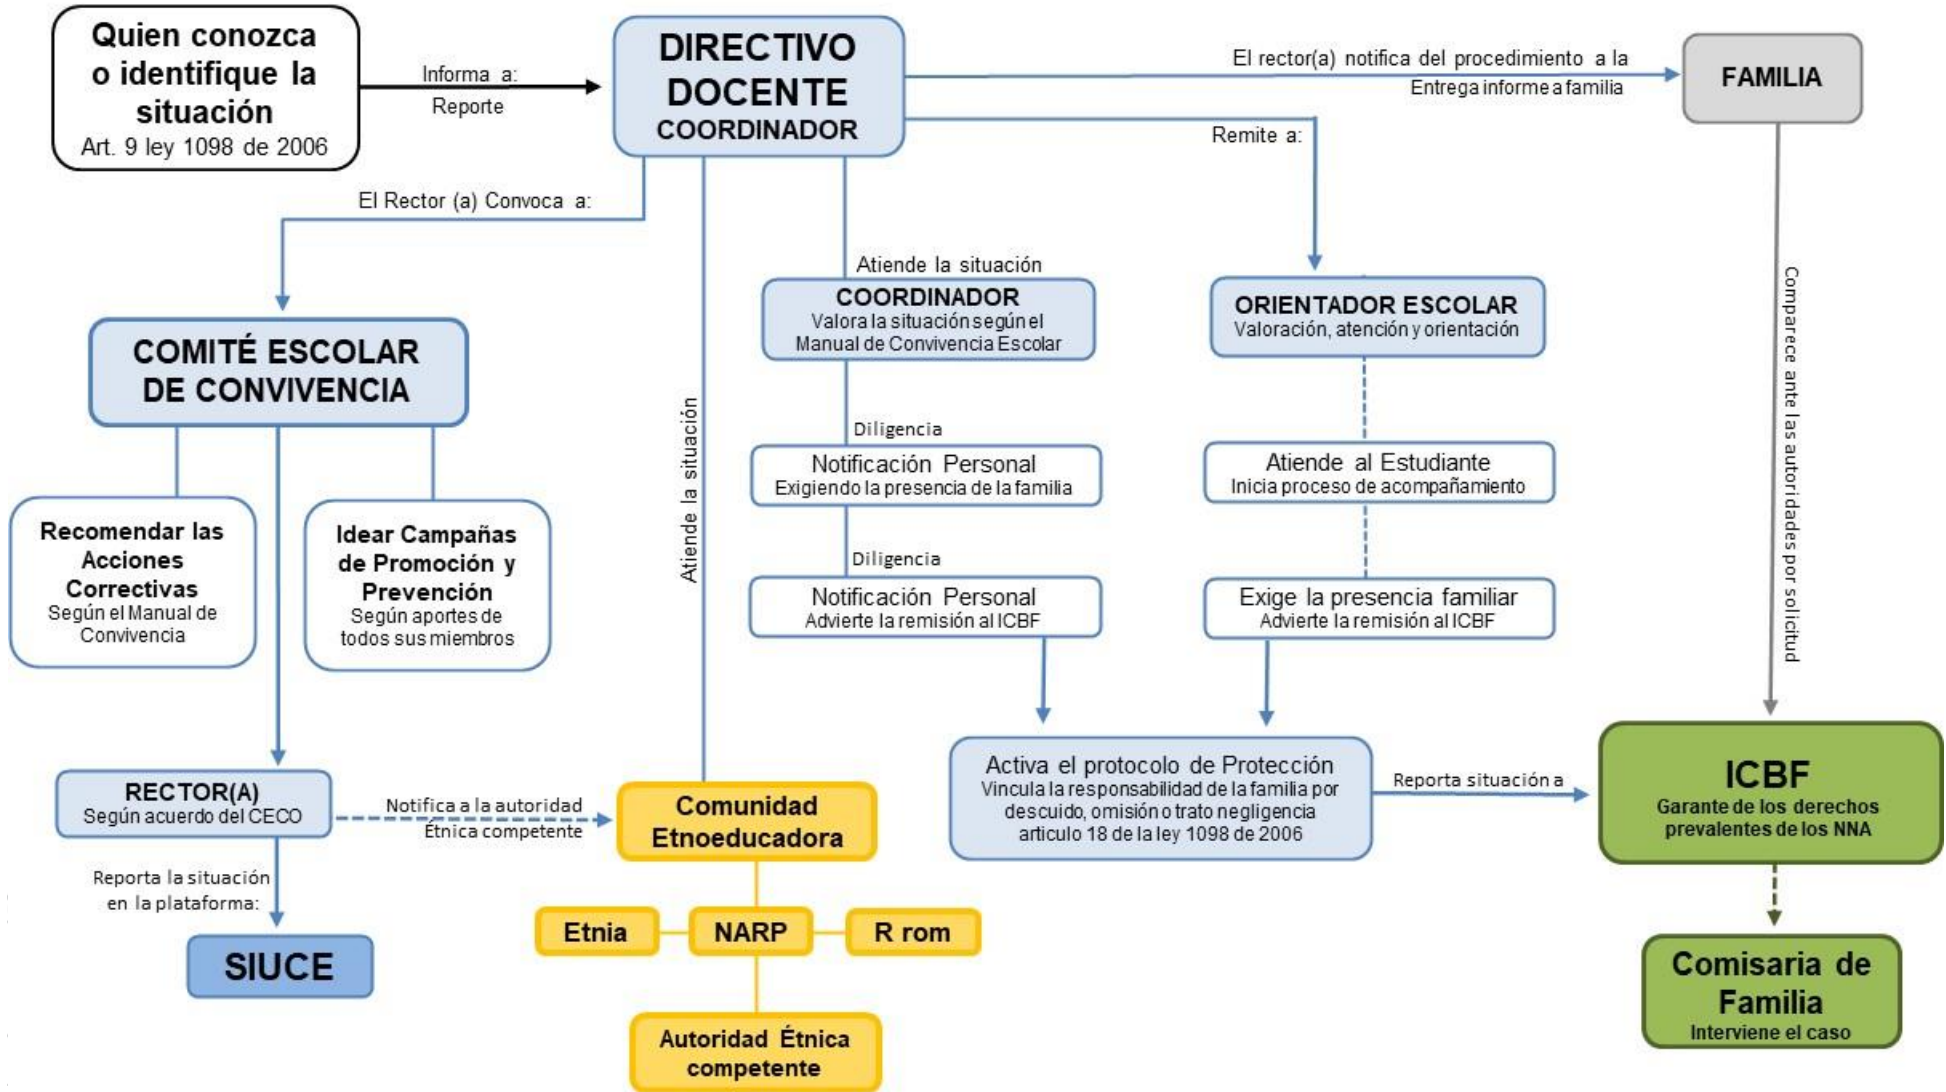 Quien conozca
o identifique la
situación
Art. 9 ley 1098 de 2006
Informa a:
Reporte
DIRECTIVO
DOCENTE
COORDINADOR
El rector(a) notifica del procedimiento a la
Entrega informe a familia
FAMILIA
Remite a:
El Rector (a) Convoca a:
Atiende la situación
COORDINADOR
Valora la situación según el
Manual de Convivencia Escolar
ORIENTADOR ESCOLAR
Valoración, atención y orientación
Comparece ante las autoridades por solicitud
COMITÉ ESCOLAR
DE CONVIVENCIA
Atiende la situación
Diligencia
Notificación Personal
Exigiendo la presencia de la familia
Atiende al Estudiante
Inicia proceso de acompañamiento
Recomendar las
Acciones
Correctivas
Según el Manual de
Convivencia
Idear Campañas
de Promoción y
Prevención
Según aportes de
todos sus miembros
Diligencia
Notificación Personal
Advierte la remisión al ICBF
Exige la presencia familiar
Advierte la remisión al ICBF
RECTOR(A)
Según acuerdo del CECO
Notifica a la autoridad
Étnica competente
Comunidad
Etnoeducadora
Activa el protocolo de Protección
Vincula la responsabilidad de la familia por
descuido, omisión o trato negligencia
articulo 18 de la ley 1098 de 2006
Reporta situación a
ICBF
Garante de los derechos
prevalentes de los NNA
Reporta la situación
en la plataforma:
SIUCE
Etnia
NARP
R rom
Autoridad Étnica
competente
Comisaria de
Familia
Interviene el caso